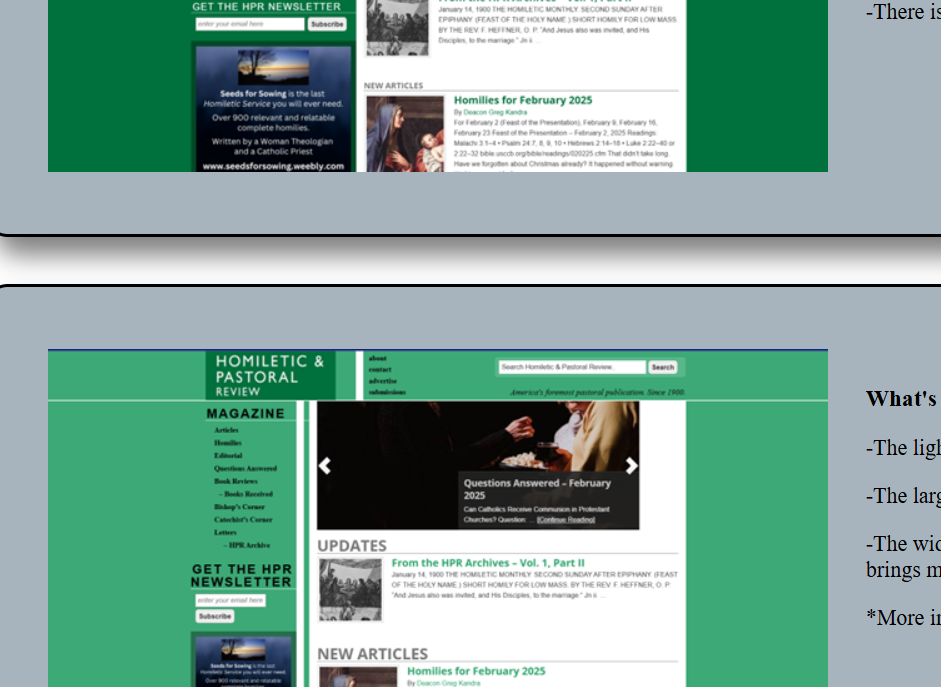 GET THE HPR NEWSLETTER
enter your email here
Subscribe
Seeds for Sowing is the last
Homiletic Service you will ever need.
Over 900 relevant and relatable
complete homilies.
Written by a Woman Theologian
and a Catholic Priest
www.seedsforsowing.weebly.com
January 14, 1900 THE HOMILETIC MONTHLY. SECOND SUNDAY AFTER
EPIPHANY. (FEAST OF THE HOLY NAME.) SHORT HOMILY FOR LOW MASS.
BY THE REV. F. HEFFNER, O. P. "And Jesus also was invited, and His
Disciples, to the marriage." Jn ii. ...
NEW ARTICLES
Homilies for February 2025
By Deacon Greg Kandra
For February 2 (Feast of the Presentation), February 9, February 16,
February 23 Feast of the Presentation – February 2, 2025 Readings:
Malachi 3:1–4 • Psalm 24:7, 8, 9, 10 • Hebrews 2:14–18 • Luke 2:22–40 or
2:22–32 bible.usccb.org/bible/readings/020225.cfm That didn't take long.
Have we forgotten about Christmas already? It happened without warning
-There is
HOMILETIC &
PASTORAL
REVIEW
about
contact
advertise
submissions
Search Homiletic & Pastoral Review
Search
America's foremost pastoral publication. Since 1900.
MAGAZINE
Articles
Homilies
Editorial
Questions Answered
Book Reviews
– Books Received
Bishop's Corner
Catechist's Corner
Letters
– HPR Archive
GET THE HPR
NEWSLETTER
enter your email here
Subscribe
Seeds for Sowing is the last
Homiletic Service you will ever need.
Over 900 relevant and relatable
Questions Answered – February
2025
Can Catholics Receive Communion in Protestant
Churches? Question: ... [Continue Reading]
UPDATES
From the HPR Archives – Vol. 1, Part II
January 14, 1900 THE HOMILETIC MONTHLY. SECOND SUNDAY AFTER EPIPHANY. (FEAST
OF THE HOLY NAME.) SHORT HOMILY FOR LOW MASS. BY THE REV. F. HEFFNER, O. P.
"And Jesus also was invited, and His Disciples, to the marriage." Jn ii. ...
NEW ARTICLES
Homilies for February 2025
By Deacon Greg Kandra
What's
-The
-The
-The
brings
*More